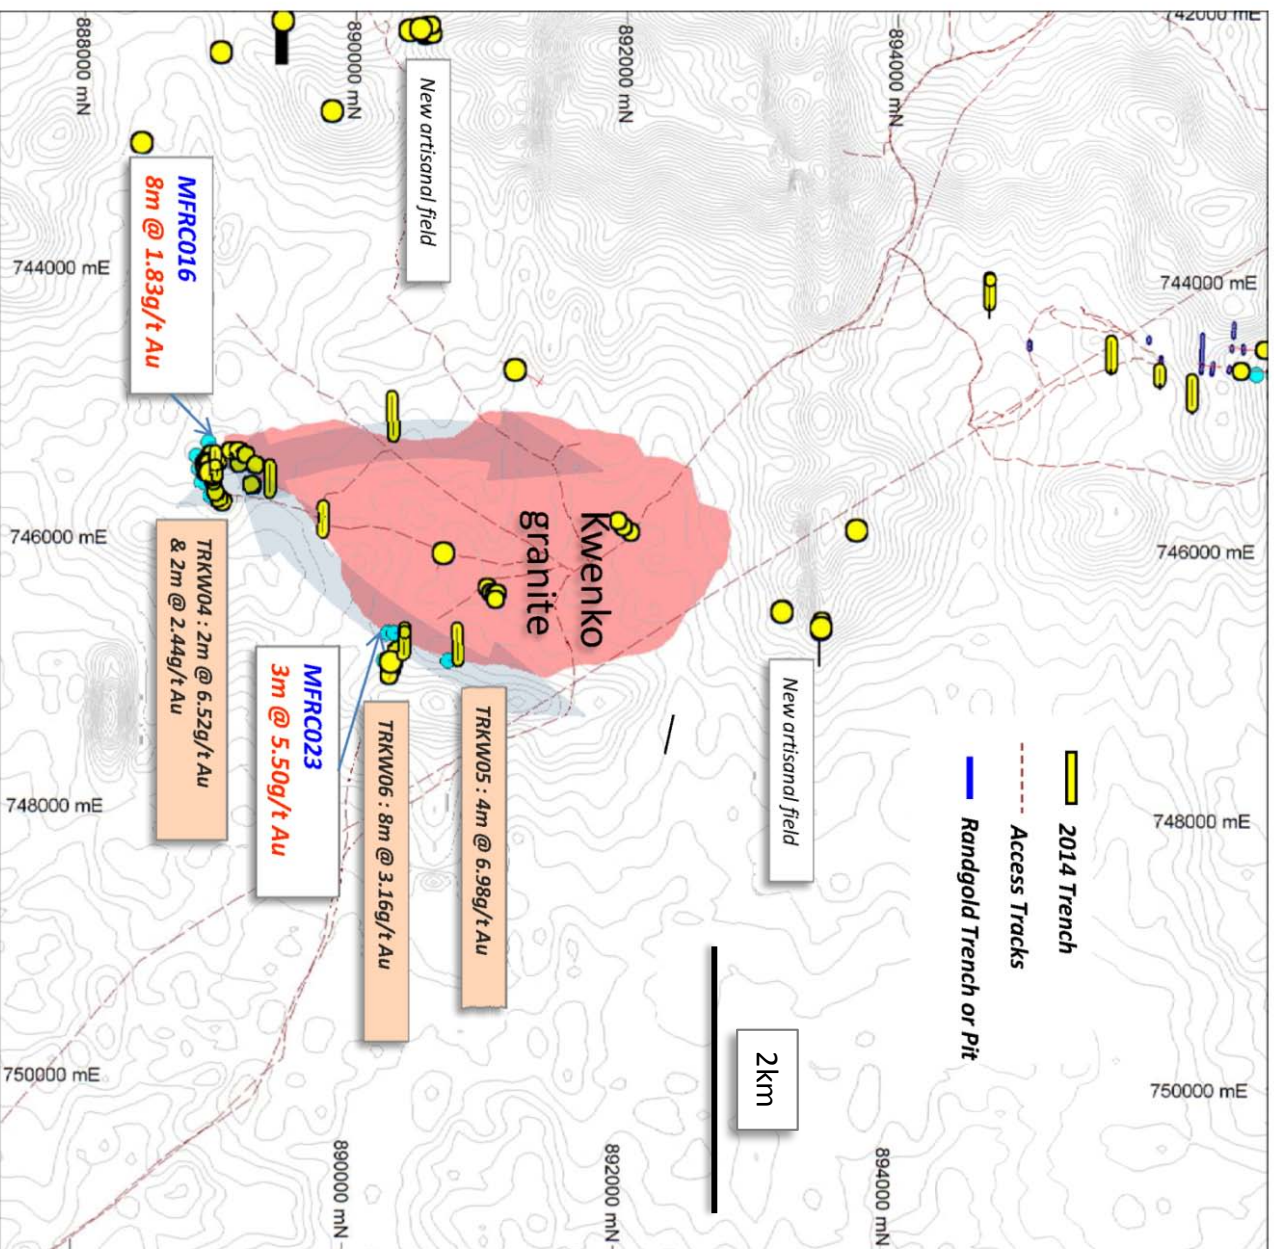 888000 mN
890000 mN
892000 mN
894000 mN
742000 mE
New artisanal field
MFRC016
8m @ 1.83g/t Au
744000 mE
744000 mE
Kwenko
granite
746000 mE
746000 mE
TRKW04 : 2m @ 6.52g/t Au
& 2m @ 2.44g/t Au
MFRC023
3m @ 5.50g/t Au
TRKW06 : 8m @ 3.16g/t Au
TRKW05 : 4m @ 6.98g/t Au
New artisanal field
2014 Trench
Access Tracks
Randgold Trench or Pit
748000 mE
748000 mE
2km
750000 mE
750000 mE
890000 mN
892000 mN
894000 mN